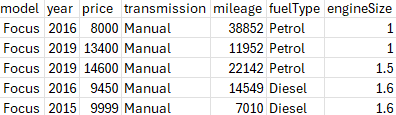 model year price transmission mileage fuelType engineSize
Focus 2016 8000 Manual 38852 Petrol 1
Focus 2019 13400 Manual 11952 Petrol 1
Focus 2019 14600 Manual 22142 Petrol 1.5
Focus 2016 9450 Manual 14549 Diesel 1.6
Focus 2015 9999 Manual 7010 Diesel 1.6